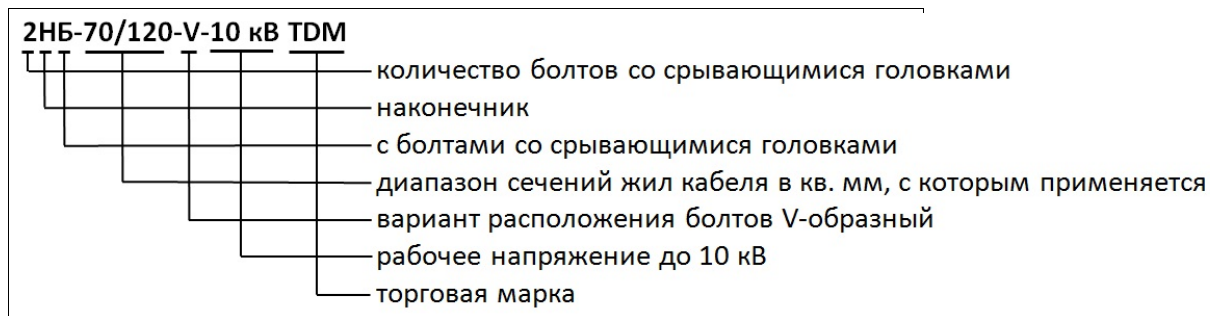 2НБ-70/120-V-10 кВ TDM
количество болтов со срывающимися головками
наконечник
с болтами со срывающимися головками
диапазон сечений жил кабеля в кв. мм, с которым применяется
вариант расположения болтов V-образный
рабочее напряжение до 10 кВ
торговая марка